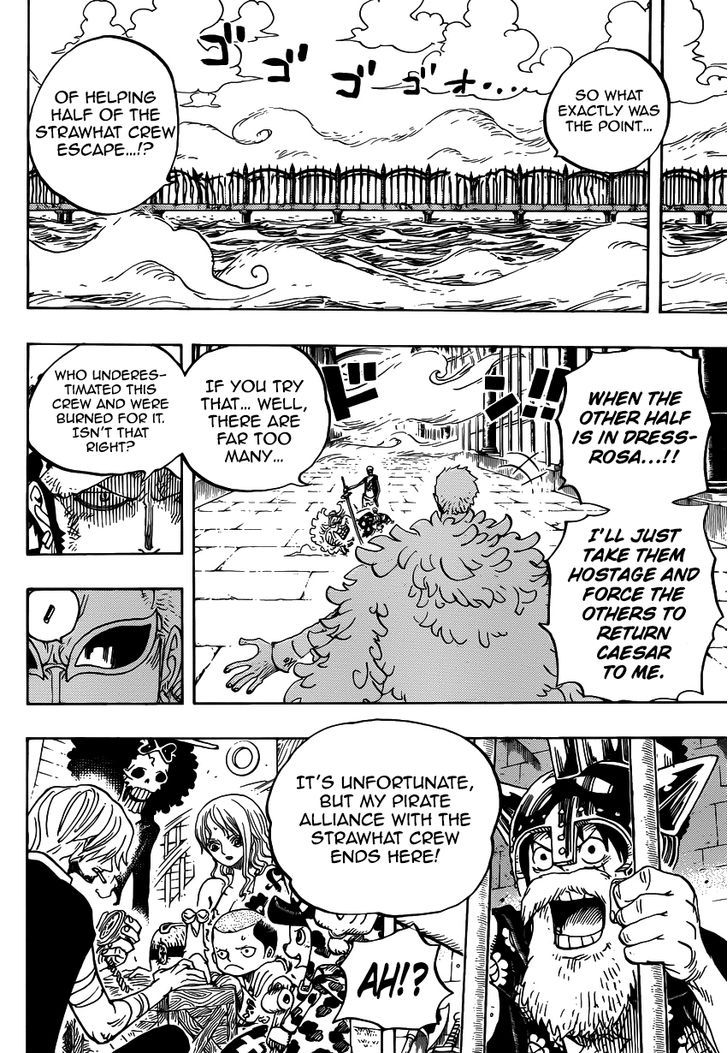 SO WHAT
EXACTLY WAS
THE POINT...
OF HELPING
HALF OF THE
STRAWHAT CREW
ESCAPE...!?
ゴゴゴゴォ....
WHEN THE
OTHER HALF
IS IN DRESS-
ROSA...!!
I'LL JUST
TAKE THEM
HOSTAGE AND
FORCE THE
OTHERS TO
RETURN
CAESAR
TO ME.
ドン!!
IF YOU TRY
THAT... WELL,
THERE ARE
FAR TOO
MANY...
WHO UNDERES-
TIMATED THIS
CREW AND WERE
BURNED FOR IT.
ISN'T THAT
RIGHT?
IT'S UNFORTUNATE,
BUT MY PIRATE
ALLIANCE WITH THE
STRAWHAT CREW
ENDS HERE!
AH!?